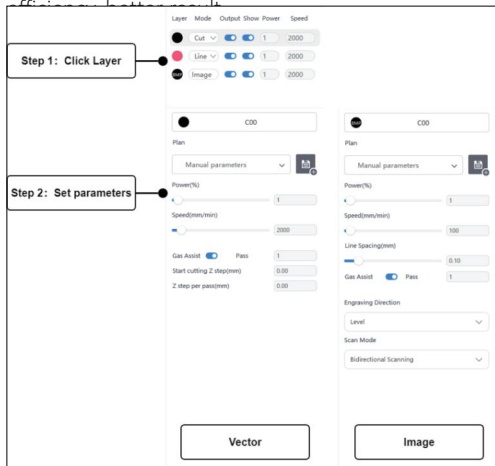 efficiency, better result
Layer Mode Output Show Power Speed
Cut 1 2000
Line 1 2000
BMP Image 1 2000
Step 1: Click Layer
C00
Plan
Manual parameters
Step 2: Set parameters
Power(%)
1
Speed(mm/min)
2000
Gas Assist Pass 1
Start cutting Z step(mm) 0.00
Z step per pass(mm) 0.00
Vector
BMP C00
Plan
Manual parameters
Power(%)
1
Speed(mm/min)
100
Line Spacing(mm)
0.10
Gas Assist Pass 1
Engraving Direction
Level
Scan Mode
Bidirectional Scanning
Image